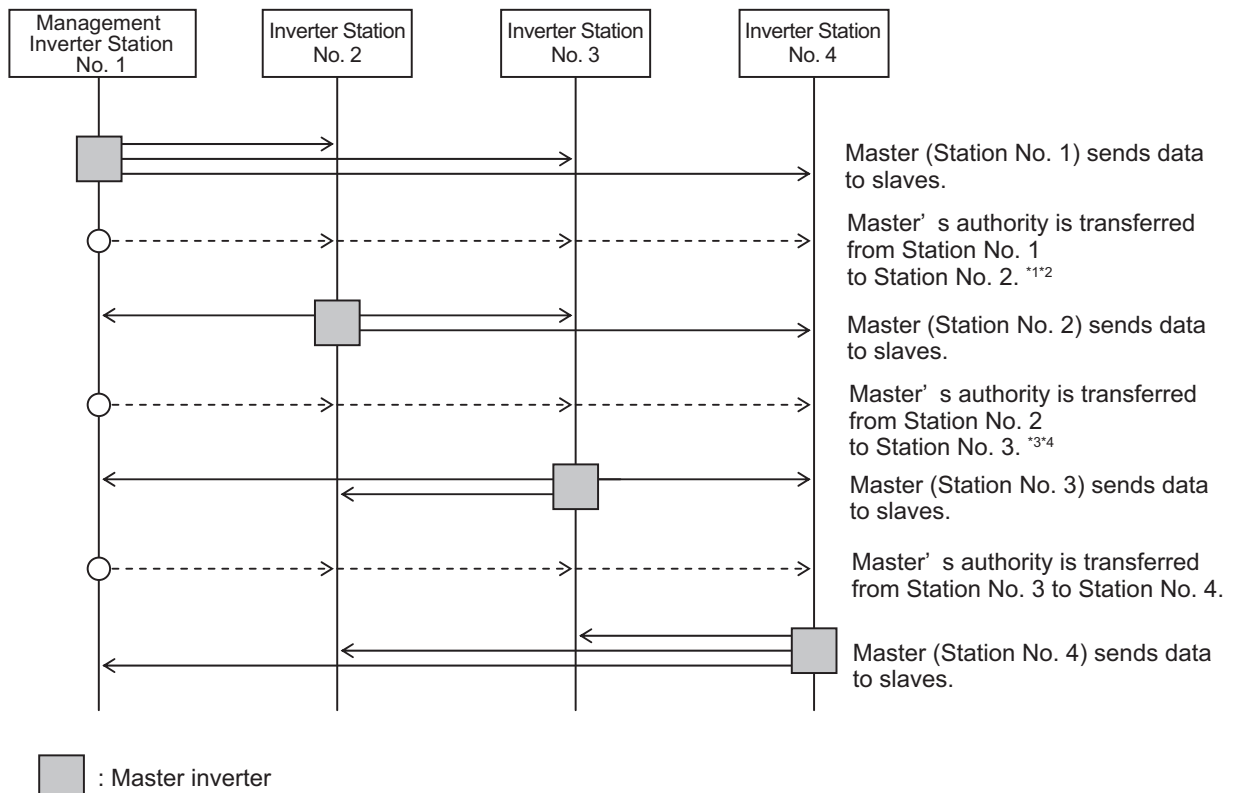 Management
Inverter Station
No. 1
Inverter Station
No. 2
Inverter Station
No. 3
Inverter Station
No. 4
Master (Station No. 1) sends data
to slaves.
Master’ s authority is transferred
from Station No. 1
to Station No. 2. *1*2
Master (Station No. 2) sends data
to slaves.
Master’ s authority is transferred
from Station No. 2
to Station No. 3. *3*4
Master (Station No. 3) sends data
to slaves.
Master’ s authority is transferred
from Station No. 3 to Station No. 4.
Master (Station No. 4) sends data
to slaves.
: Master inverter